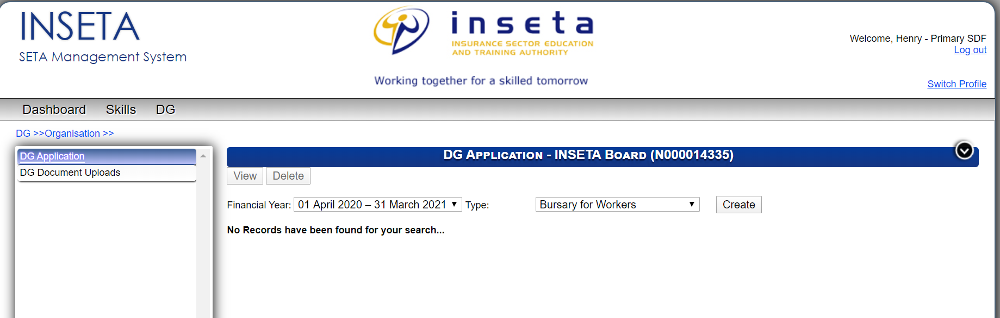 INSETA
SETA Management System
inseta
INSURANCE SECTOR EDUCATION
AND TRAINING AUTHORITY
Working together for a skilled tomorrow
Welcome, Henry - Primary SDF
Log out
Switch Profile
Dashboard Skills DG
DG >>Organisation >>
DG Application
DG Document Uploads
DG Application - INSETA Board (N000014335)
View Delete
Financial Year: 01 April 2020 – 31 March 2021 Type: Bursary for Workers Create
No Records have been found for your search...